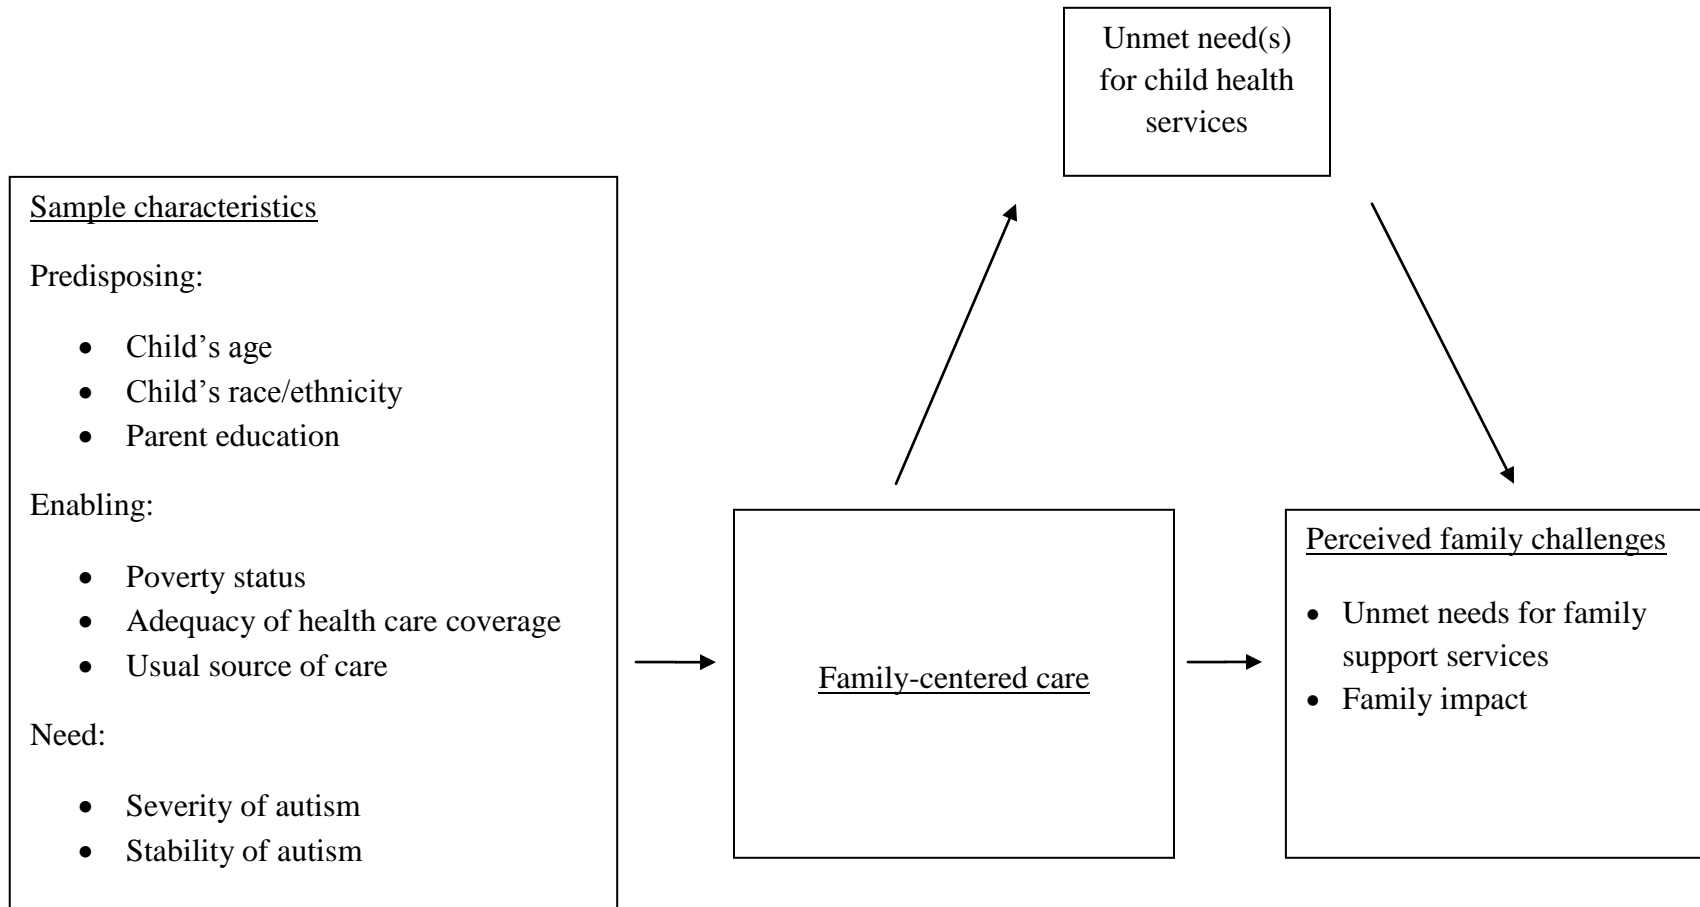 Unmet need(s)
for child health
services
Sample characteristics
Predisposing:
• Child’s age
• Child’s race/ethnicity
• Parent education
Enabling:
• Poverty status
• Adequacy of health care coverage
• Usual source of care
Need:
• Severity of autism
• Stability of autism
Family-centered care
Perceived family challenges
• Unmet needs for family
support services
• Family impact